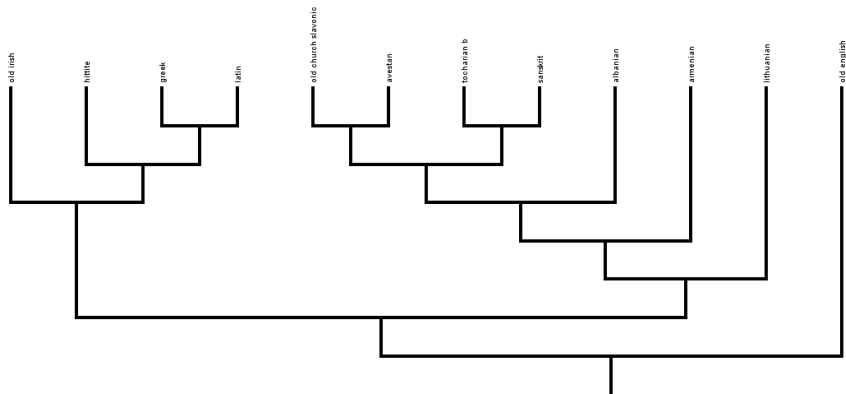 old irish
hittite
greek
latin
old church slavonic
avestan
tocharian b
sanskrit
albanian
armenian
lithuanian
old english